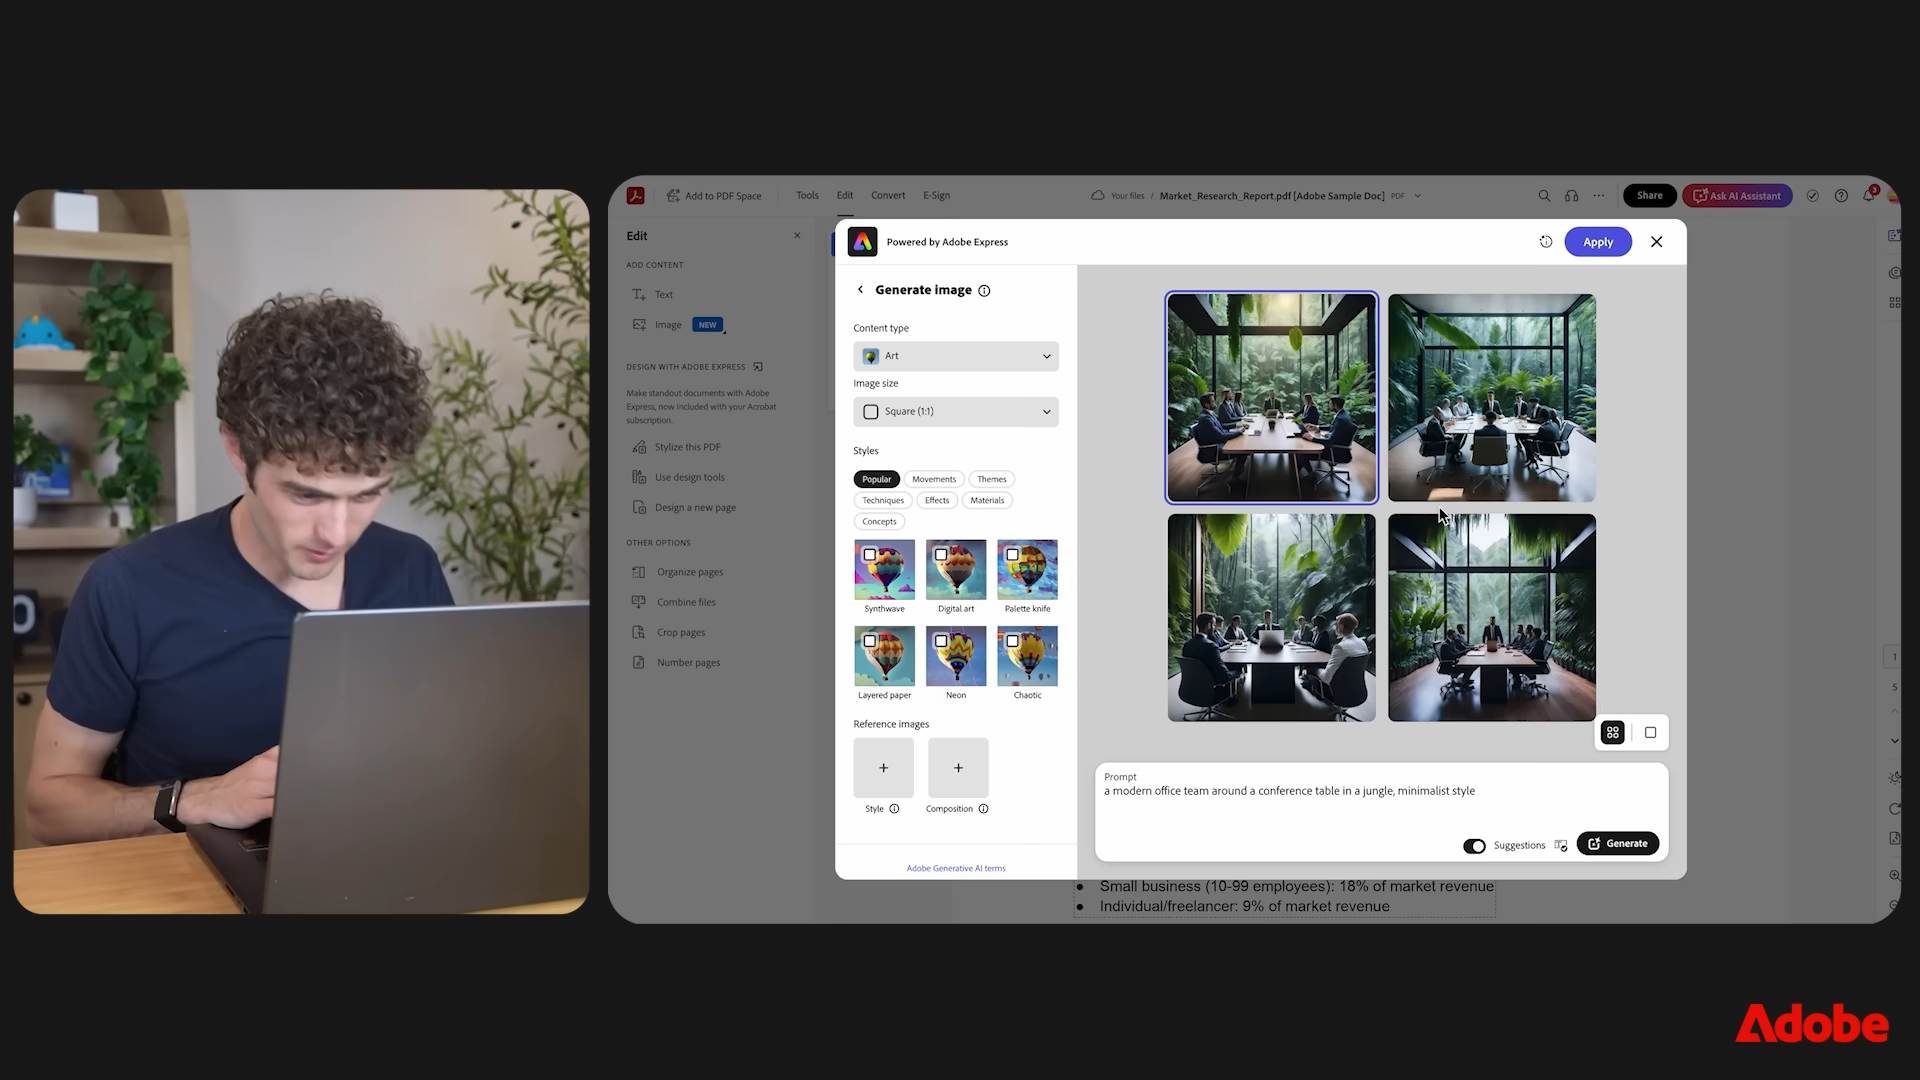 Add to PDF Space
Tools
Edit
Convert
E-Sign
Your files / Market_Research_Report.pdf [Adobe Sample Doc] PDF
Share
Ask AI Assistant
3
Edit
ADD CONTENT
Text
Image NEW
DESIGN WITH ADOBE EXPRESS
Make standout documents with Adobe
Express, now included with your Acrobat
subscription.
Stylize this PDF
Use design tools
Design a new page
OTHER OPTIONS
Organize pages
Combine files
Crop pages
Number pages
Powered by Adobe Express
Apply
Generate image
Content type
Art
Image size
Square (1:1)
Styles
Popular
Movements
Themes
Techniques
Effects
Materials
Concepts
Synthwave
Digital art
Palette knife
Layered paper
Neon
Chaotic
Reference images
Style
Composition
Adobe Generative AI terms
Prompt
a modern office team around a conference table in a jungle, minimalist style
Suggestions
Generate
1
5
• Small business (10-99 employees): 18% of market revenue
• Individual/freelancer: 9% of market revenue
Adobe